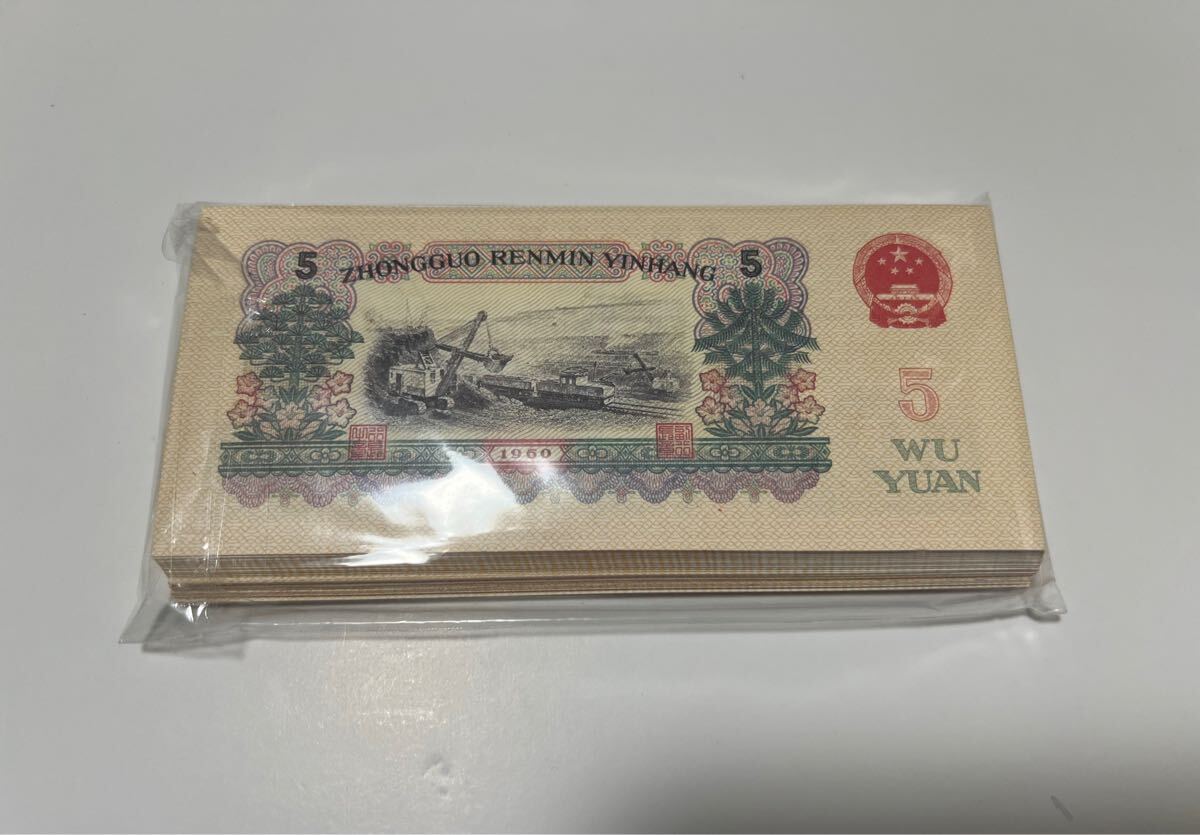 5 ZHONGGUO RENMIN YINHANG 5
5
WU
YUAN
1960